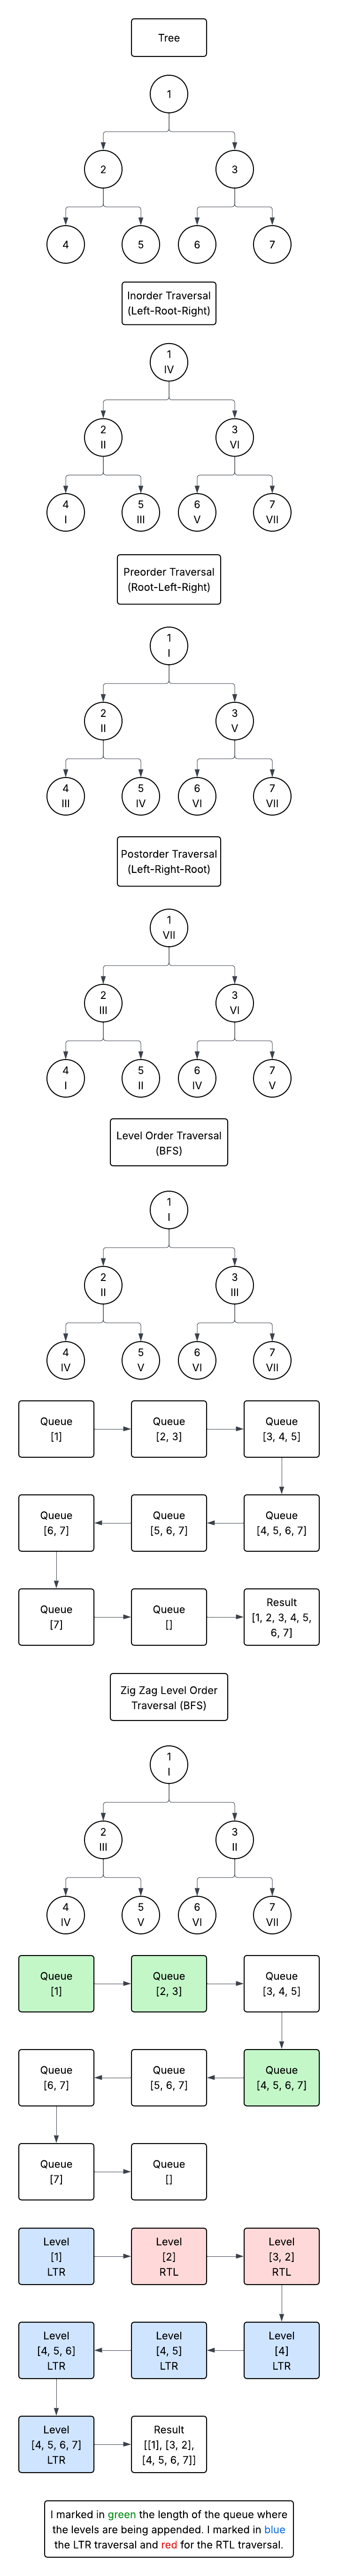 Tree
1
2
3
4
5
6
7
Inorder Traversal
(Left-Root-Right)
1
IV
2
II
3
VI
4
I
5
III
6
V
7
VII
Preorder Traversal
(Root-Left-Right)
1
I
2
II
3
V
4
III
5
IV
6
VI
7
VII
Postorder Traversal
(Left-Right-Root)
1
VII
2
III
3
VI
4
I
5
II
6
IV
7
V
Level Order Traversal
(BFS)
1
I
2
II
3
III
4
IV
5
V
6
VI
7
VII
Queue
[1]
Queue
[2, 3]
Queue
[3, 4, 5]
Queue
[6, 7]
Queue
[5, 6, 7]
Queue
[4, 5, 6, 7]
Queue
[7]
Queue
[]
Result
[1, 2, 3, 4, 5,
6, 7]
Zig Zag Level Order
Traversal (BFS)
1
I
2
III
3
II
4
IV
5
V
6
VI
7
VII
Queue
[1]
Queue
[2, 3]
Queue
[3, 4, 5]
Queue
[6, 7]
Queue
[5, 6, 7]
Queue
[4, 5, 6, 7]
Queue
[7]
Queue
[]
Level
[1]
LTR
Level
[2]
RTL
Level
[3, 2]
RTL
Level
[4, 5, 6]
LTR
Level
[4, 5]
LTR
Level
[4]
LTR
Level
[4, 5, 6, 7]
LTR
Result
[[1], [3, 2],
[4, 5, 6, 7]]
I marked in green the length of the queue where
the levels are being appended. I marked in blue
the LTR traversal and red for the RTL traversal.